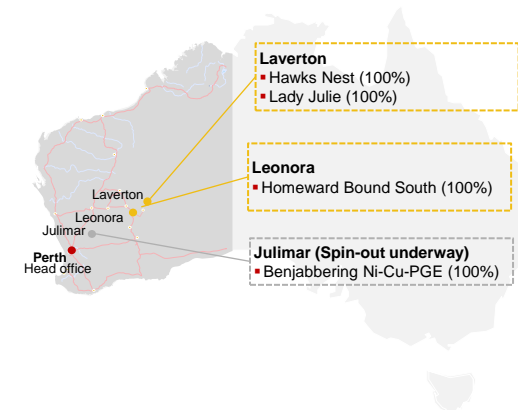 Laverton
Hawks Nest (100%)
Lady Julie (100%)
Leonora
Homeward Bound South (100%)
Julimar (Spin-out underway)
Benjabbering Ni-Cu-PGE (100%)
Laverton
Leonora
Julimar
Perth
Head office